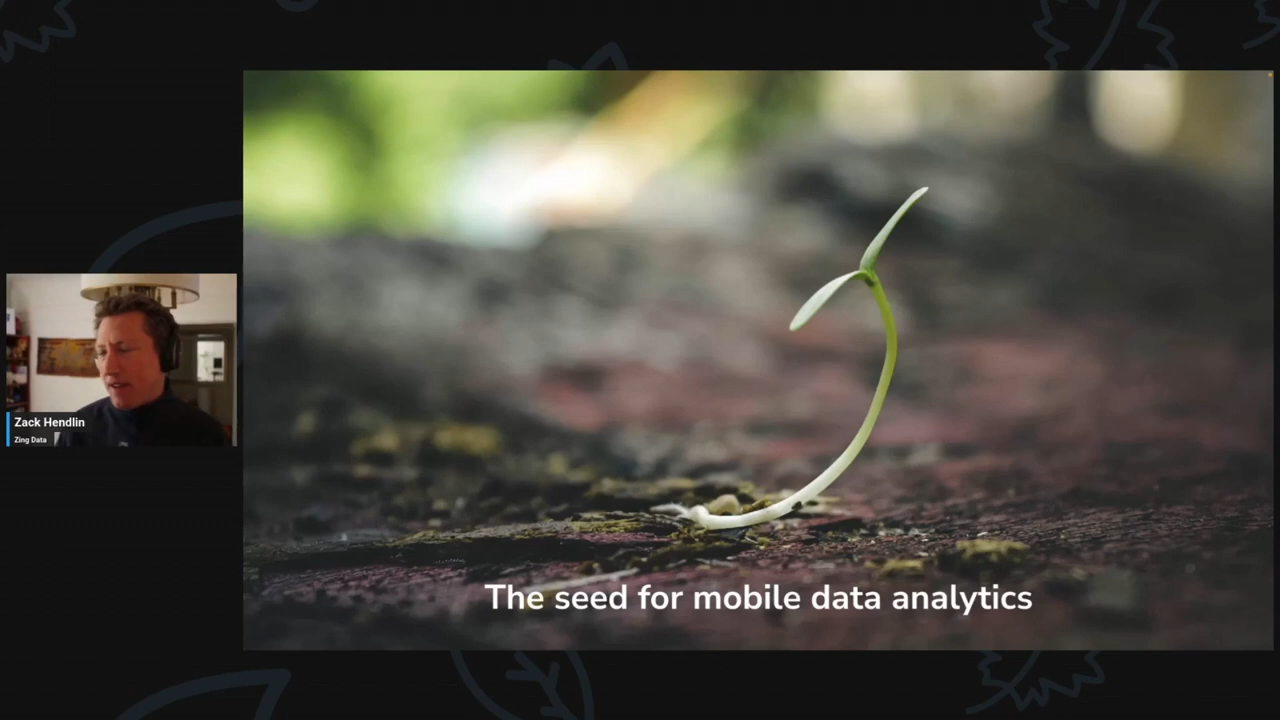 Zack Hendlin
Zing Data
The seed for mobile data analytics